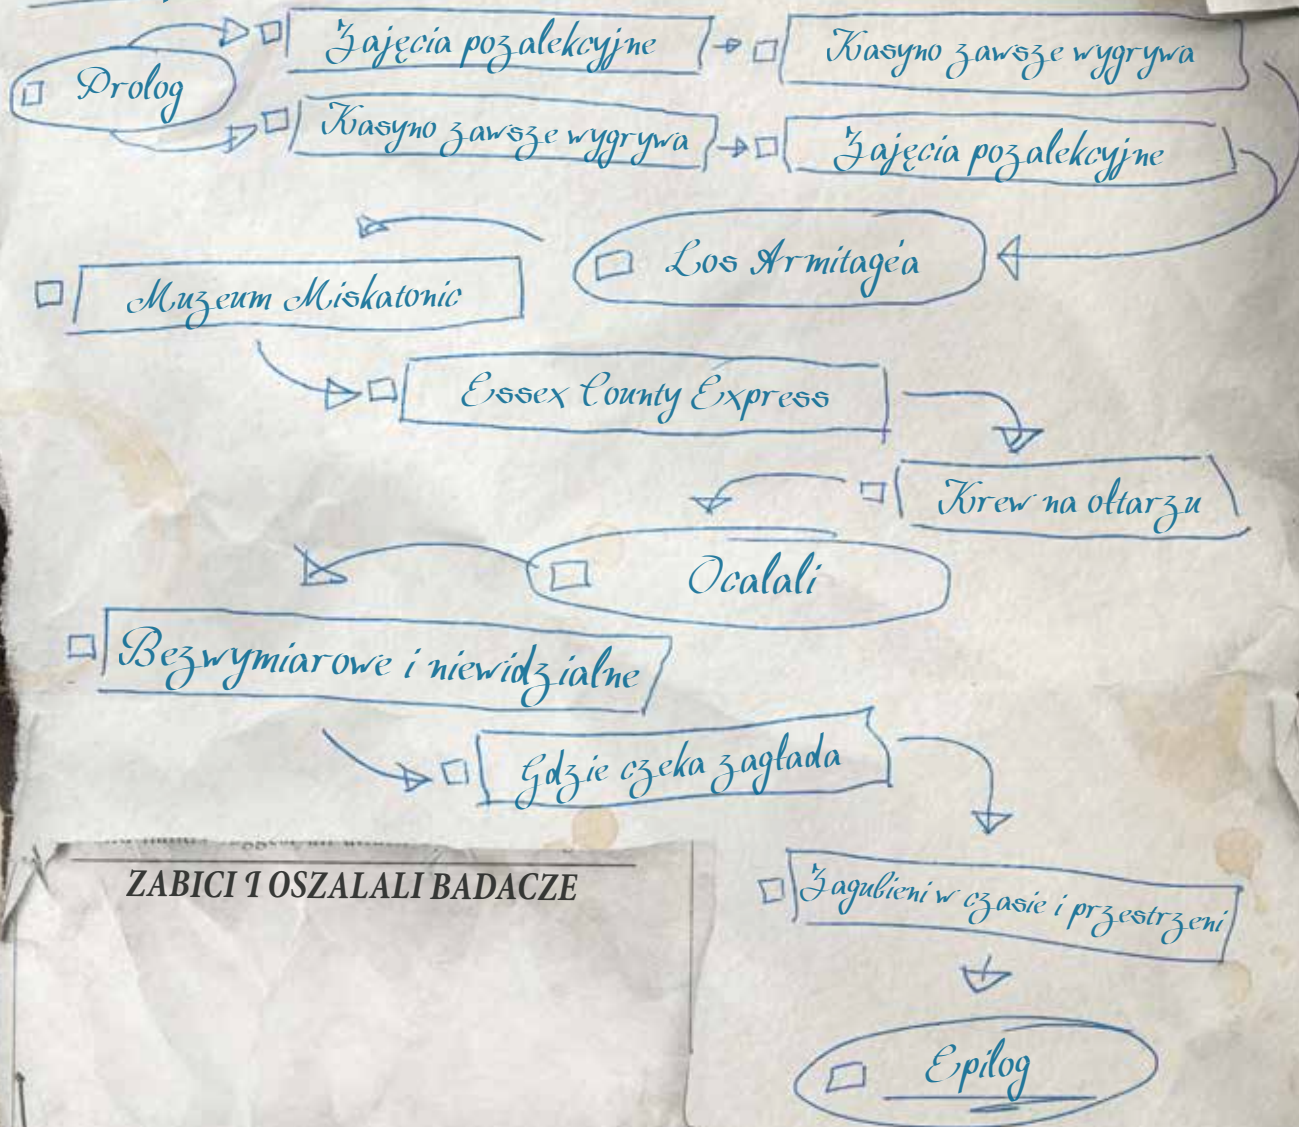 Zajęcia pozalekcyjne
Kasyno zawsze wygrywa
Prolog
Kasyno zawsze wygrywa
Zajęcia pozalekcyjne
Los Armitage'a
Muzeum Miskatonic
Essex County Express
Krew na ołtarzu
Ocalali
Bezwymiarowe i niewidzialne
Gdzie czeka zagłada
ZABICI I OSZALALI BADACZE
Zagubieni w czasie i przestrzeni
Epilog